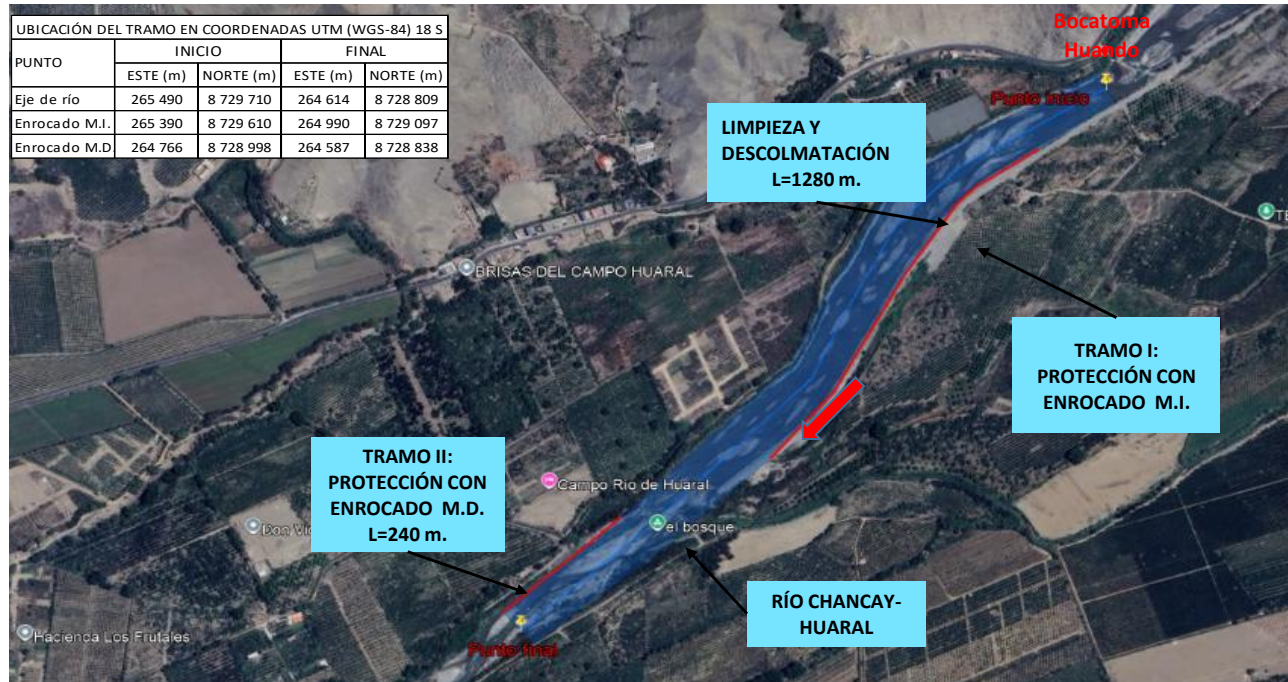 UBICACIÓN DEL TRAMO EN COORDENADAS UTM (WGS-84) 18 S
PUNTO INICIO FINAL
ESTE (m) NORTE (m) ESTE (m) NORTE (m)
Eje de río 265 490 8 729 710 264 614 8 728 809
Enrocado M.I. 265 390 8 729 610 264 990 8 729 097
Enrocado M.D. 264 766 8 728 998 264 587 8 728 838
Bocatoma
Huando
Punto inicio
LIMPIEZA Y
DESCOLMATACIÓN
L=1280 m.
BRISAS DEL CAMPO HUARAL
TRAMO I:
PROTECCIÓN CON
ENROCADO M.I.
TRAMO II:
PROTECCIÓN CON
ENROCADO M.D.
L=240 m.
Campo Rio de Huaral
Don
el bosque
RÍO CHANCAY-
HUARAL
Hacienda Los Frutales
Punto final